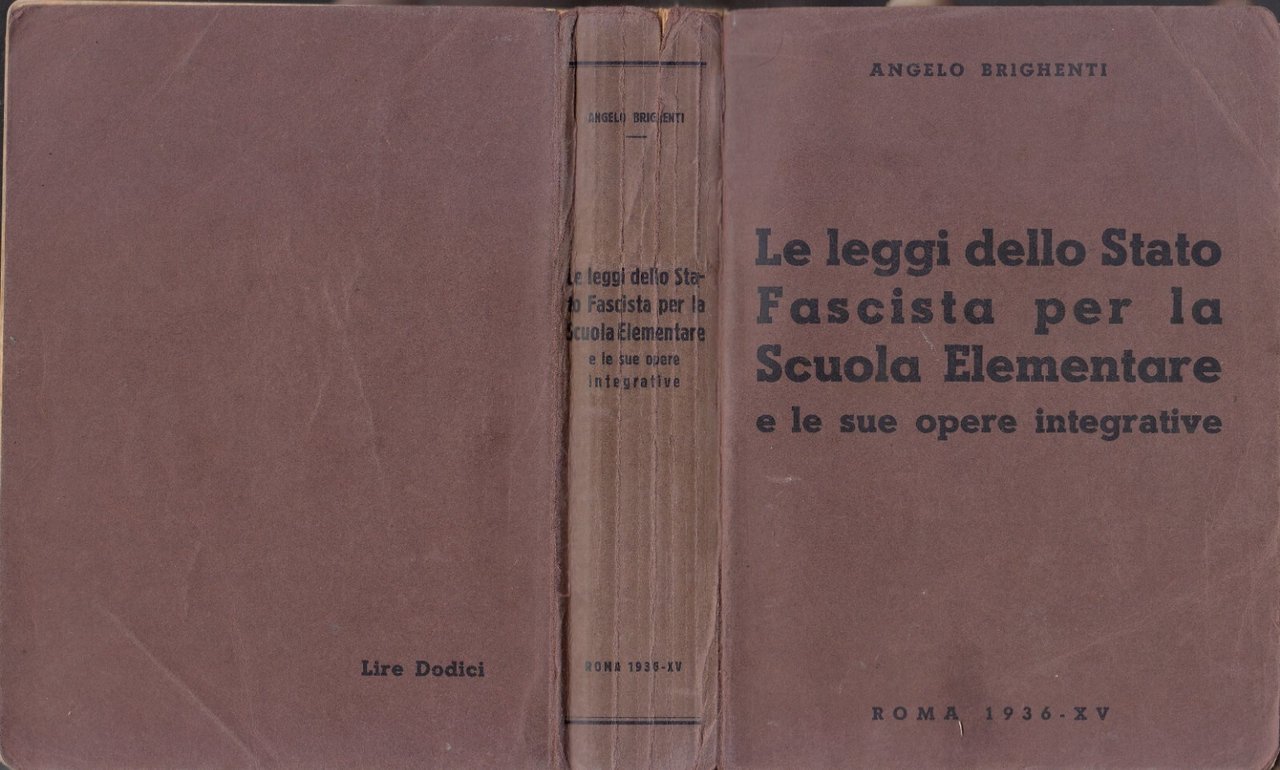 Lire Dodici
ANGELO BRIGHENTI
Le leggi dello Sta-
to Fascista per la
Scuola Elementare
e le sue opere
integrative
ROMA 1936-XV
ANGELO BRIGHENTI
Le leggi dello Stato
Fascista per la
Scuola Elementare
e le sue opere integrative
ROMA 1936-XV